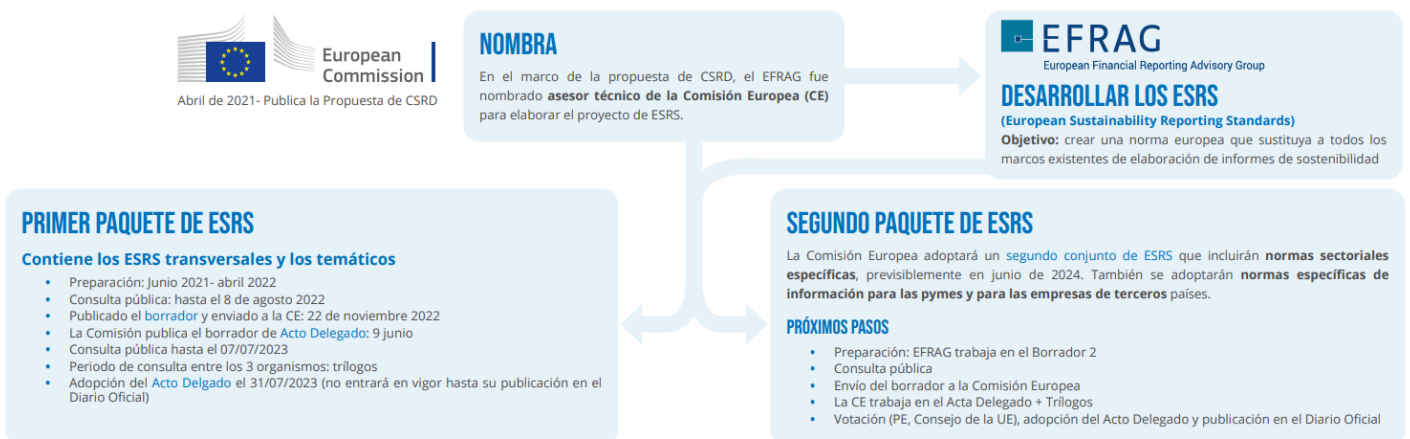 European
Commission
Abril de 2021- Publica la Propuesta de CSRD
NOMBRA
En el marco de la propuesta de CSRD, el EFRAG fue
nombrado asesor técnico de la Comisión Europea (CE)
para elaborar el proyecto de ESRS.
EFRAG
European Financial Reporting Advisory Group
DESARROLLAR LOS ESRS
(European Sustainability Reporting Standards)
Objetivo: crear una norma europea que sustituya a todos los
marcos existentes de elaboración de informes de sostenibilidad
PRIMER PAQUETE DE ESRS
Contiene los ESRS transversales y los temáticos
• Preparación: Junio 2021- abril 2022
• Consulta pública: hasta el 8 de agosto 2022
• Publicado el borrador y enviado a la CE: 22 de noviembre 2022
• La Comisión publica el borrador de Acto Delegado: 9 junio
• Consulta pública hasta el 07/07/2023
• Periodo de consulta entre los 3 organismos: trílogos
• Adopción del Acto Delgado el 31/07/2023 (no entrará en vigor hasta su publicación en el
Diario Oficial)
SEGUNDO PAQUETE DE ESRS
La Comisión Europea adoptará un segundo conjunto de ESRS que incluirán normas sectoriales
específicas, previsiblemente en junio de 2024. También se adoptarán normas específicas de
información para las pymes y para las empresas de terceros países.
PRÓXIMOS PASOS
• Preparación: EFRAG trabaja en el Borrador 2
• Consulta pública
• Envío del borrador a la Comisión Europea
• La CE trabaja en el Acta Delegado + Trílogos
• Votación (PE, Consejo de la UE), adopción del Acto Delegado y publicación en el Diario Oficial